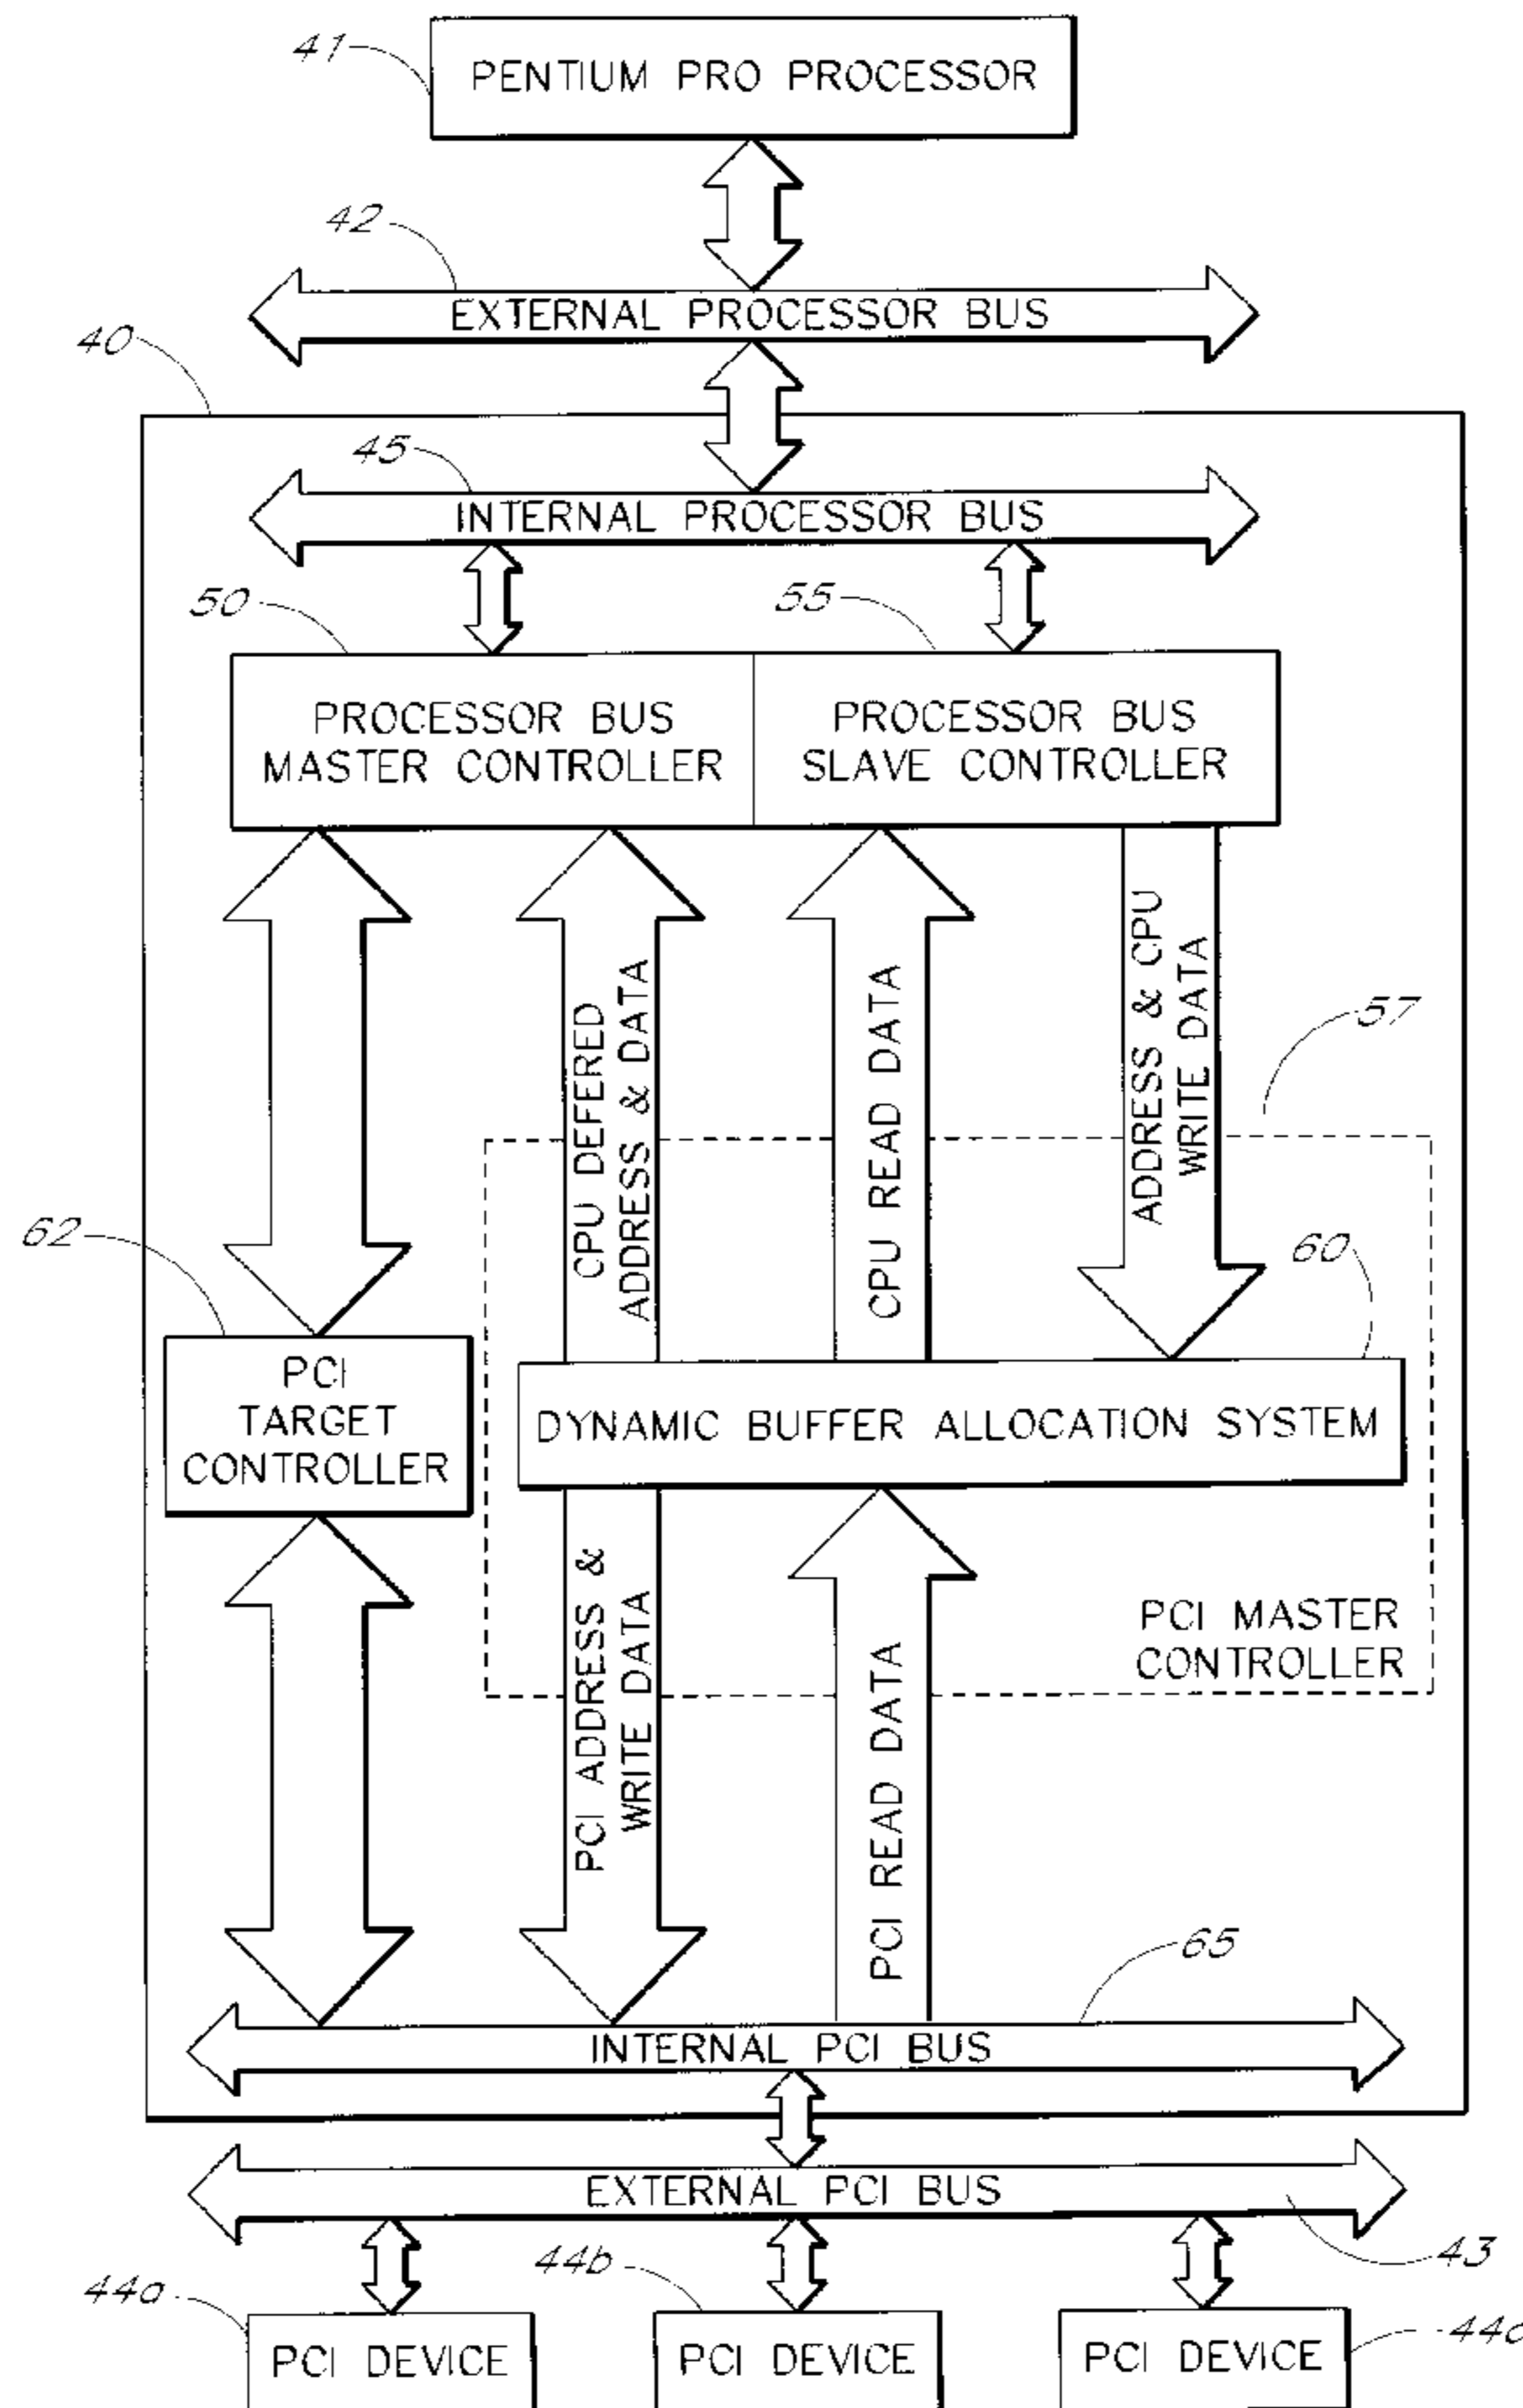 41
PENTIUM PRO PROCESSOR
42
EXTERNAL PROCESSOR BUS
40
45
INTERNAL PROCESSOR BUS
50
55
PROCESSOR BUS
MASTER CONTROLLER
PROCESSOR BUS
SLAVE CONTROLLER
CPU DEFERED
ADDRESS & DATA
CPU READ DATA
ADDRESS & CPU
WRITE DATA
57
62
60
PCI
TARGET
CONTROLLER
DYNAMIC BUFFER ALLOCATION SYSTEM
PCI ADDRESS &
WRITE DATA
PCI READ DATA
PCI MASTER
CONTROLLER
65
INTERNAL PCI BUS
EXTERNAL PCI BUS
43
44a
44b
44c
PCI DEVICE
PCI DEVICE
PCI DEVICE